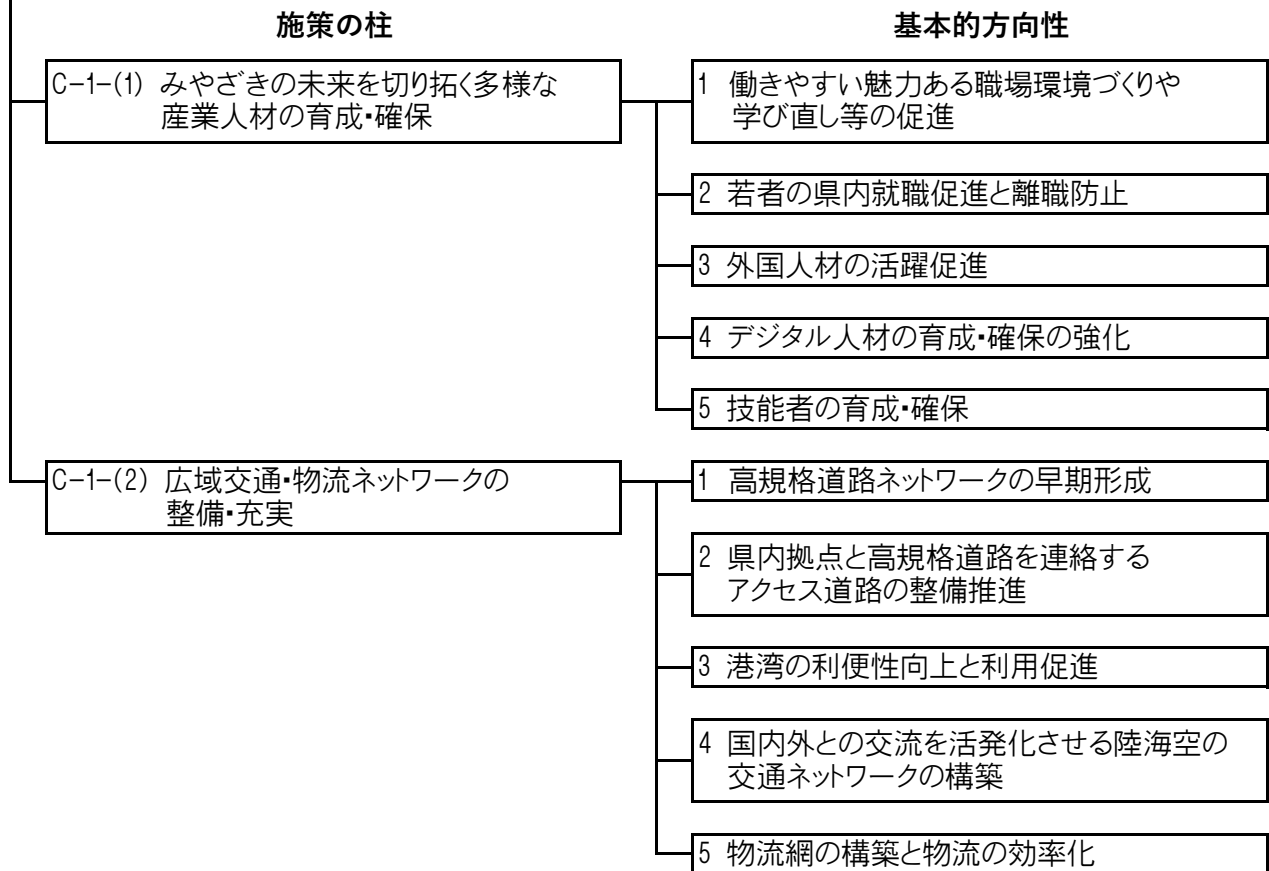 施策の柱
基本的方向性
C-1-(1) みやざきの未来を切り拓く多様な
産業人材の育成・確保
1 働きやすい魅力ある職場環境づくりや
学び直し等の促進
2 若者の県内就職促進と離職防止
3 外国人材の活躍促進
4 デジタル人材の育成・確保の強化
5 技能者の育成・確保
C-1-(2) 広域交通・物流ネットワークの
整備・充実
1 高規格道路ネットワークの早期形成
2 県内拠点と高規格道路を連絡する
アクセス道路の整備推進
3 港湾の利便性向上と利用促進
4 国内外との交流を活発化させる陸海空の
交通ネットワークの構築
5 物流網の構築と物流の効率化